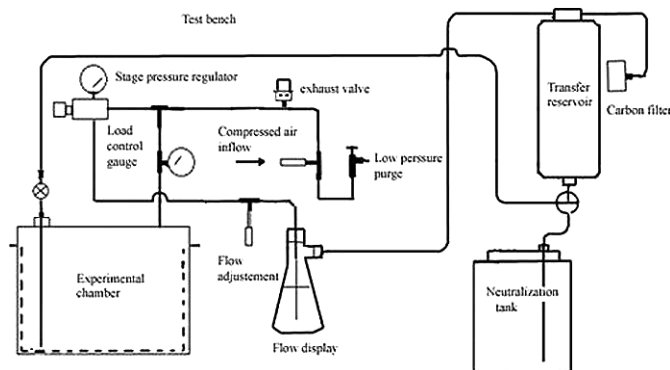 Test bench
Stage pressure regulator
exhaust valve
Transfer
reservoir
Carbon filter
Load
control
gauge
Compressed air
inflow
Low perssure
purge
Experimental
chamber
Flow
adjustement
Flow display
Neutralization
tank